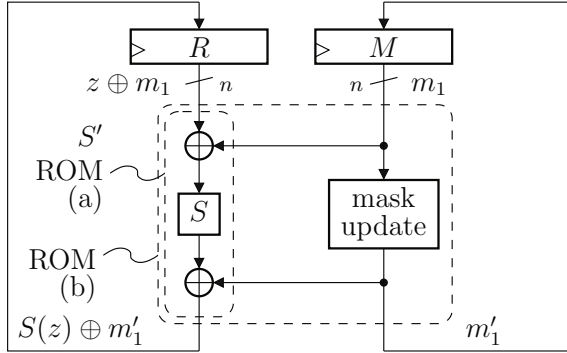 R M
z ⊕ m₁ n n m₁
S′
ROM
(a)
S
mask
update
ROM
(b)
S(z) ⊕ m′₁ m′₁